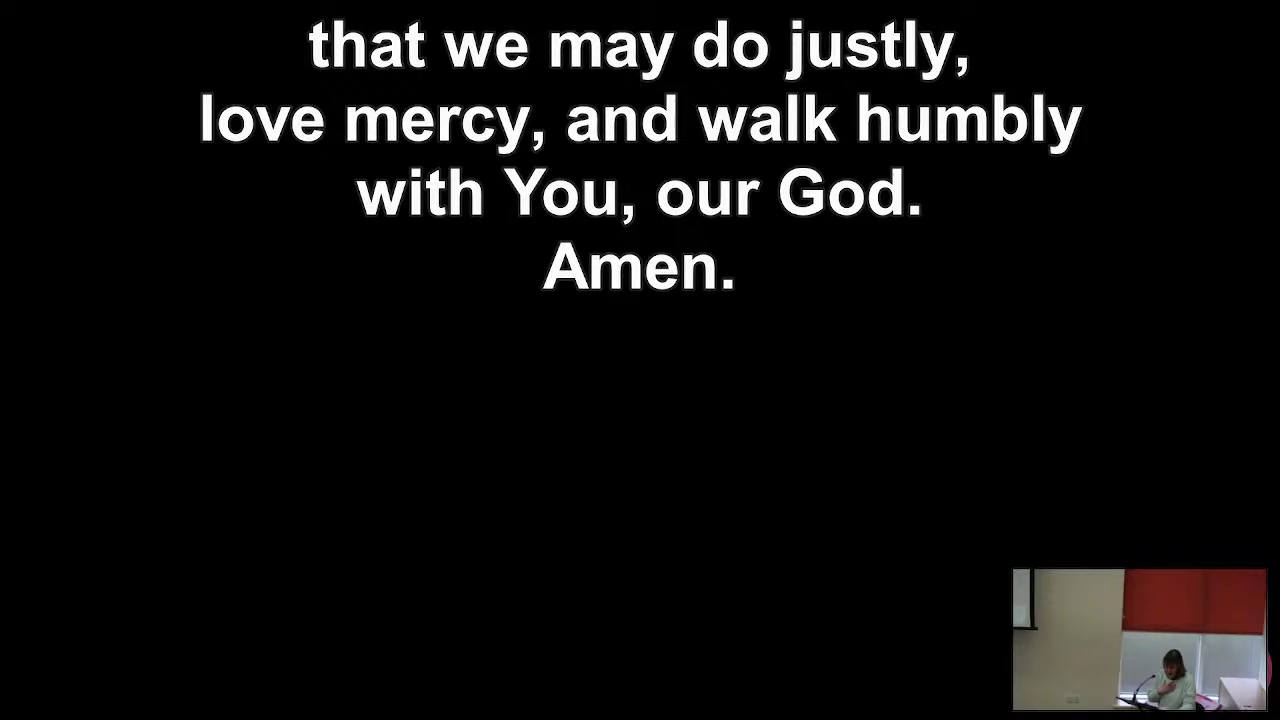 that we may do justly,
love mercy, and walk humbly
with You, our God.
Amen.